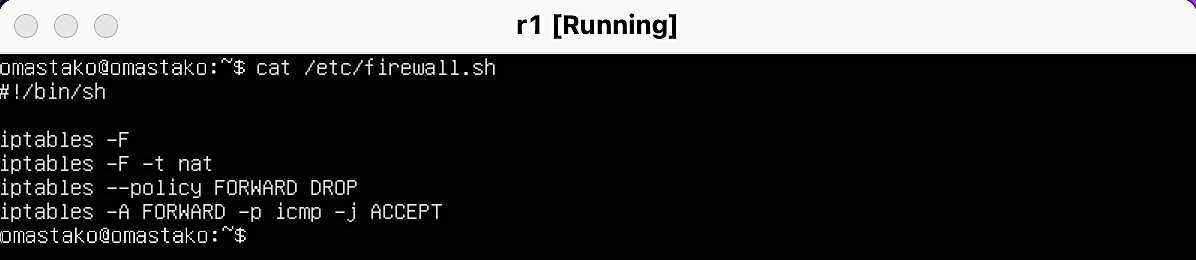 r1 [Running]
omastako@omastako:~$ cat /etc/firewall.sh
#!/bin/sh
iptables -F
iptables -F -t nat
iptables --policy FORWARD DROP
iptables -A FORWARD -p icmp -j ACCEPT
omastako@omastako:~$